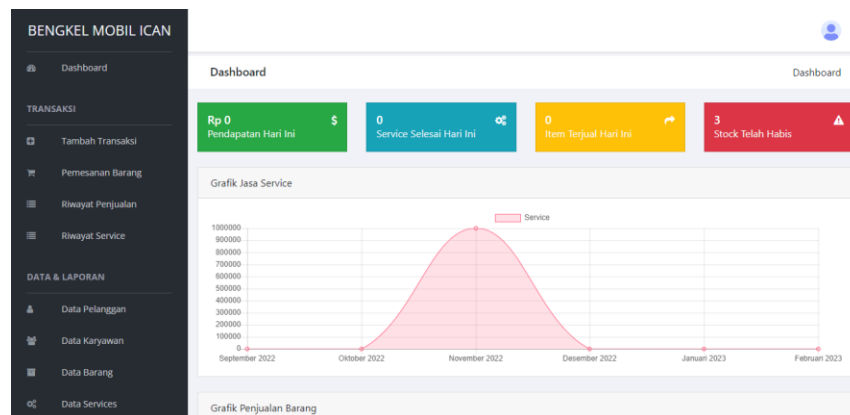 BENGKEL MOBIL ICAN
Dashboard
TRANSAKSI
Tambah Transaksi
Pemesanan Barang
Riwayat Penjualan
Riwayat Service
DATA & LAPORAN
Data Pelanggan
Data Karyawan
Data Barang
Data Services
Dashboard
Dashboard
Rp 0
$
Pendapatan Hari Ini
0
Service Selesai Hari Ini
0
Item Terjual Hari Ini
3
Stock Telah Habis
Grafik Jasa Service
Service
1000000
900000
800000
700000
600000
500000
400000
300000
200000
100000
0
September 2022 Oktober 2022 November 2022 Desember 2022 Januari 2023 Februari 2023
Grafik Penjualan Barang